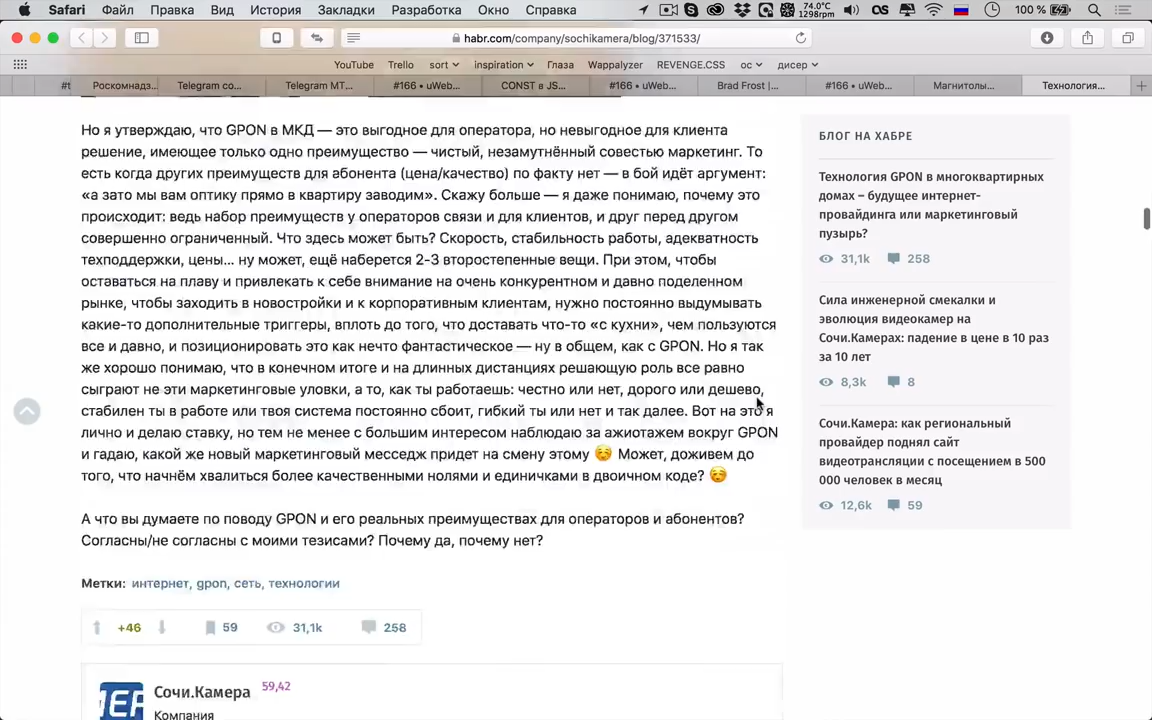 Safari Файл Правка Вид История Закладки Разработка Окно Справка 74.0°C 1298rpm 100 %
habr.com/company/sochikamera/blog/371533/
YouTube Trello sort inspiration Глаза Wappalyzer REVENGE.CSS ос дисер
#t Роскомнадз... Telegram со... Telegram MT... #166 • uWeb... CONST в JS... #166 • uWeb... Brad Frost |... #166 • uWeb... Магнитолы... Технология...
Но я утверждаю, что GPON в МКД — это выгодное для оператора, но невыгодное для клиента
решение, имеющее только одно преимущество — чистый, незамутнённый совестью маркетинг. То
есть когда других преимуществ для абонента (цена/качество) по факту нет — в бой идёт аргумент:
«а зато мы вам оптику прямо в квартиру заводим». Скажу больше — я даже понимаю, почему это
происходит: ведь набор преимуществ у операторов связи и для клиентов, и друг перед другом
совершенно ограниченный. Что здесь может быть? Скорость, стабильность работы, адекватность
техподдержки, цены... ну может, ещё наберется 2-3 второстепенные вещи. При этом, чтобы
оставаться на плаву и привлекать к себе внимание на очень конкурентном и давно поделенном
рынке, чтобы заходить в новостройки и к корпоративным клиентам, нужно постоянно выдумывать
какие-то дополнительные триггеры, вплоть до того, что доставать что-то «с кухни», чем пользуются
все и давно, и позиционировать это как нечто фантастическое — ну в общем, как с GPON. Но я так
же хорошо понимаю, что в конечном итоге и на длинных дистанциях решающую роль все равно
сыграют не эти маркетинговые уловки, а то, как ты работаешь: честно или нет, дорого или дешево,
стабилен ты в работе или твоя система постоянно сбоит, гибкий ты или нет и так далее. Вот на это я
лично и делаю ставку, но тем не менее с большим интересом наблюдаю за ажиотажем вокруг GPON
и гадаю, какой же новый маркетинговый месседж придет на смену этому 😌 Может, доживем до
того, что начнём хвалиться более качественными нолями и единичками в двоичном коде? 😌
А что вы думаете по поводу GPON и его реальных преимуществах для операторов и абонентов?
Согласны/не согласны с моими тезисами? Почему да, почему нет?
Метки: интернет, gpon, сеть, технологии
+46 59 31,1k 258
Сочи.Камера 59,42
Компания
БЛОГ НА ХАБРЕ
Технология GPON в многоквартирных
домах – будущее интернет-
провайдинга или маркетинговый
пузырь?
31,1k 258
Сила инженерной смекалки и
эволюция видеокамер на
Сочи.Камерах: падение в цене в 10 раз
за 10 лет
8,3k 8
Сочи.Камера: как региональный
провайдер поднял сайт
видеотрансляции с посещением в 500
000 человек в месяц
12,6k 59